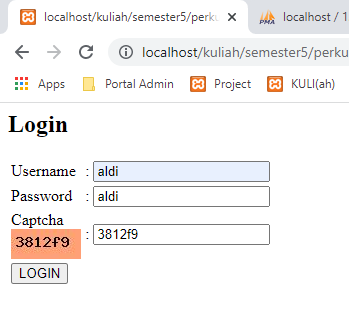 localhost/kuliah/semester5/perku
localhost / 1
PMA
localhost/kuliah/semester5/perku
Apps Portal Admin Project KULI(ah)
Login
Username : aldi
Password : aldi
Captcha
3812f9 : 3812f9
LOGIN